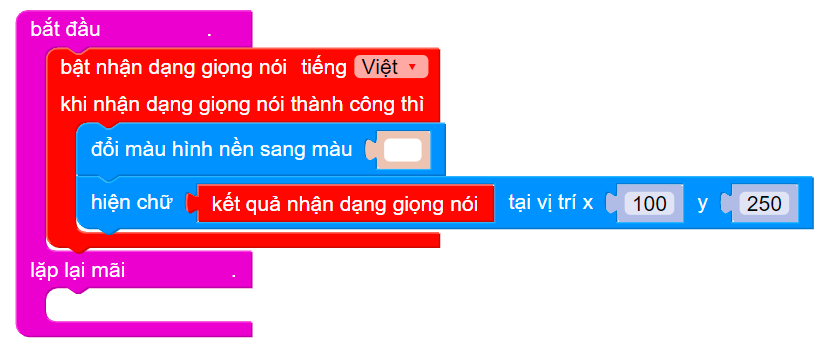 bắt đầu .
bật nhận dạng giọng nói tiếng Việt
khi nhận dạng giọng nói thành công thì
đổi màu hình nền sang màu
hiện chữ kết quả nhận dạng giọng nói tại vị trí x 100 y 250
lặp lại mãi .